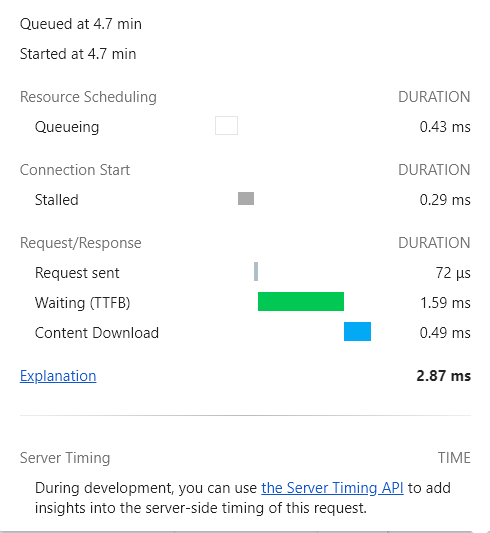 Queued at 4.7 min
Started at 4.7 min
Resource Scheduling DURATION
Queueing 0.43 ms
Connection Start DURATION
Stalled 0.29 ms
Request/Response DURATION
Request sent 72 μs
Waiting (TTFB) 1.59 ms
Content Download 0.49 ms
Explanation 2.87 ms
Server Timing TIME
During development, you can use the Server Timing API to add
insights into the server-side timing of this request.